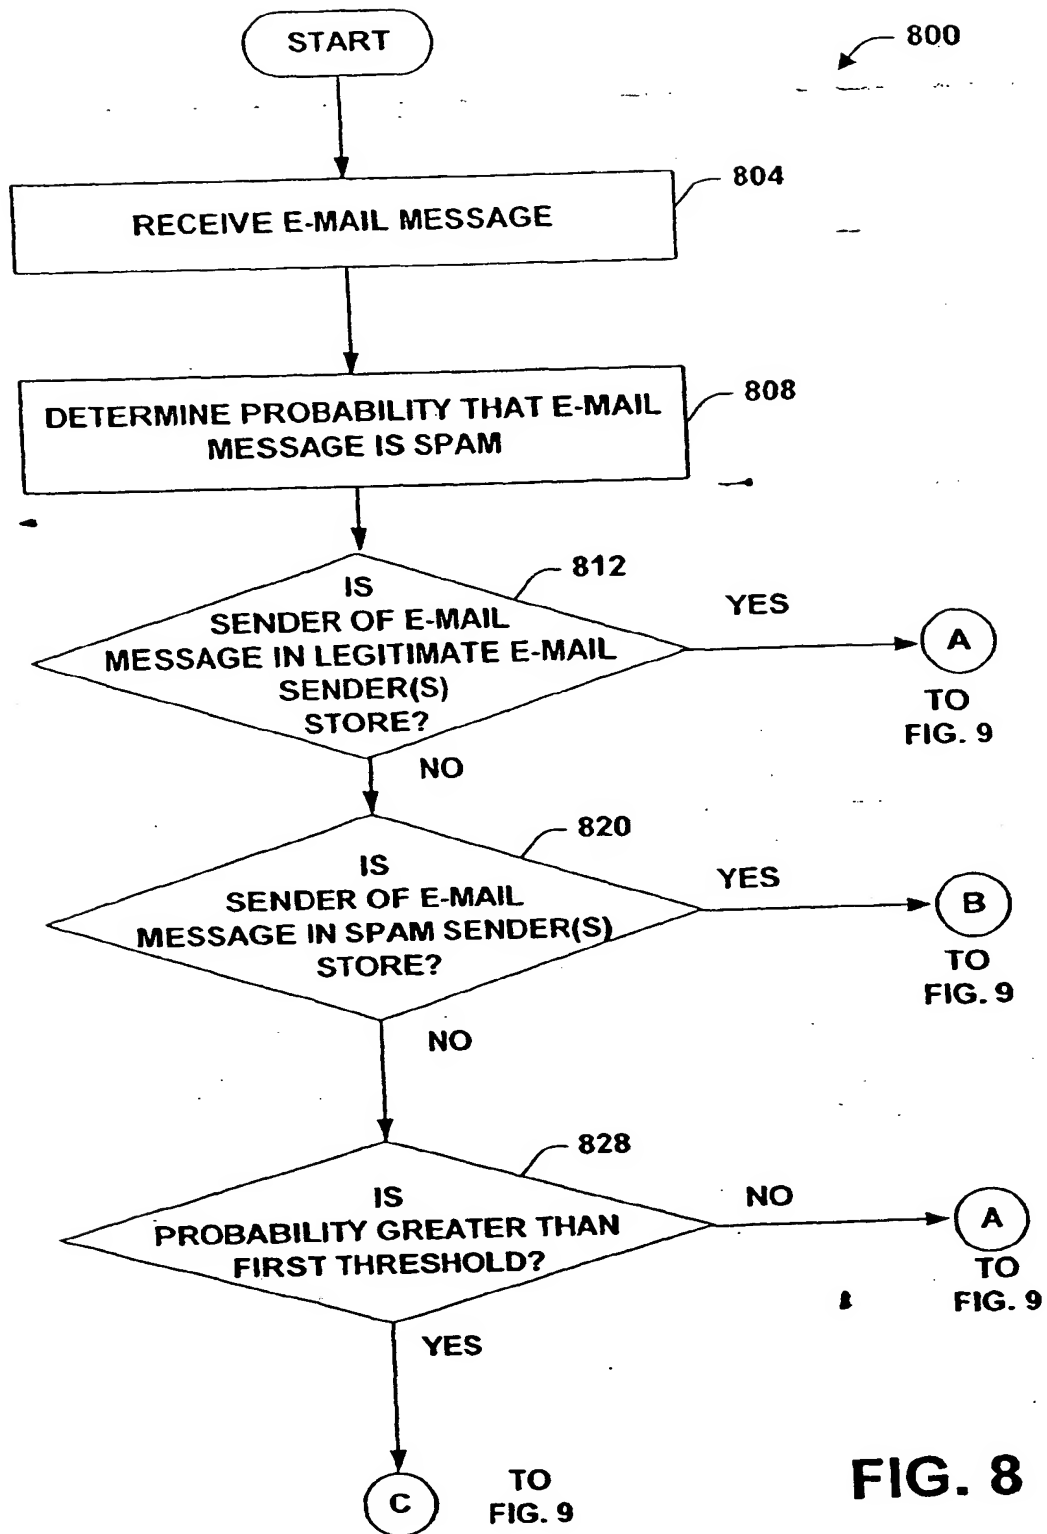 START
800
804
RECEIVE E-MAIL MESSAGE
808
DETERMINE PROBABILITY THAT E-MAIL
MESSAGE IS SPAM
812
IS
SENDER OF E-MAIL
MESSAGE IN LEGITIMATE E-MAIL
SENDER(S)
STORE?
YES
A
TO
FIG. 9
NO
820
IS
SENDER OF E-MAIL
MESSAGE IN SPAM SENDER(S)
STORE?
YES
B
TO
FIG. 9
NO
828
IS
PROBABILITY GREATER THAN
FIRST THRESHOLD?
NO
A
TO
FIG. 9
YES
C
TO
FIG. 9
FIG. 8